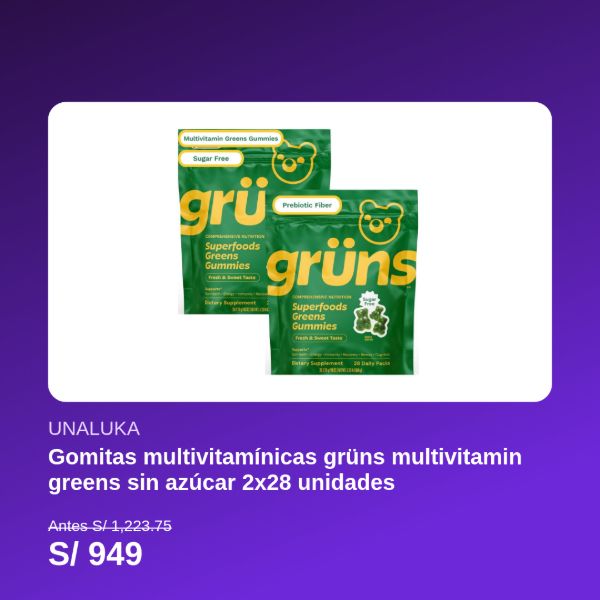 Multivitamin Greens Gummies
Sugar Free
grü
COMPREHENSIVE NUTRITION
Superfoods
Greens
Gummies
Fresh & Sweet Taste
Supports*
Dietary Supplement
Prebiotic Fiber
grüns
COMPREHENSIVE NUTRITION
Superfoods
Greens
Gummies
Sugar
Free
Fresh & Sweet Taste
Supports*
Dietary Supplement 28 Daily Packs
UNALUKA
Gomitas multivitamínicas grüns multivitamin
greens sin azúcar 2x28 unidades
Antes S/ 1,223.75
S/ 949